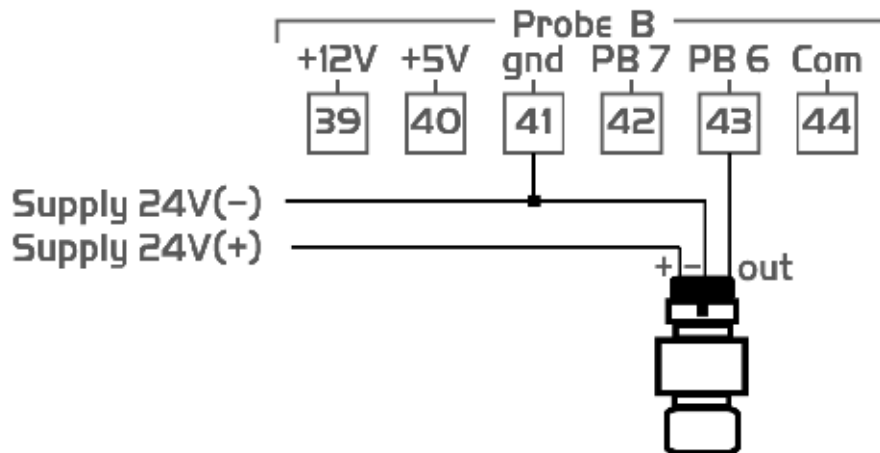 Probe B
+12V +5V gnd PB 7 PB 6 Com
39 40 41 42 43 44
Supply 24V(-)
Supply 24V(+)
+ - out